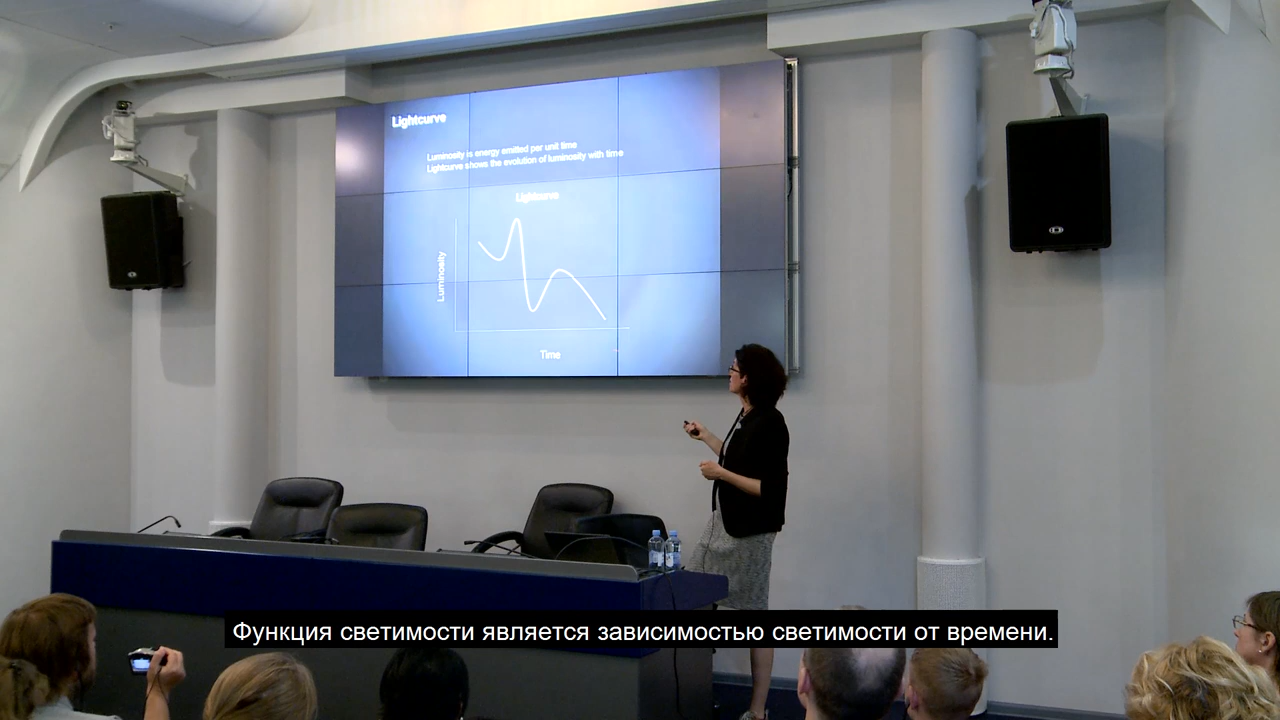 Lightcurve
Luminosity is energy emitted per unit time
Lightcurve shows the evolution of luminosity with time
Lightcurve
Luminosity
Time
Функция светимости является зависимостью светимости от времени.